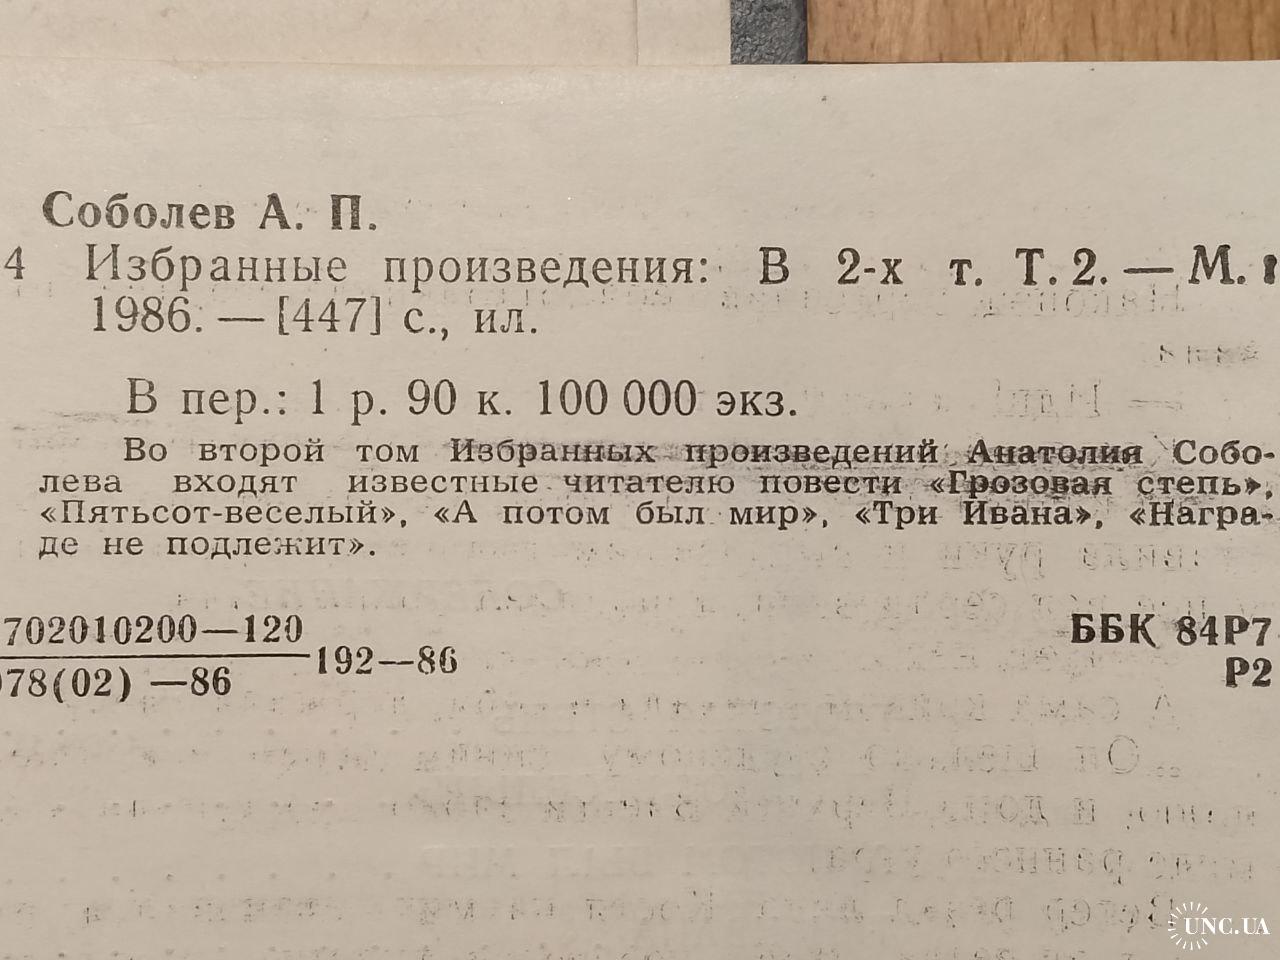 Соболев А. П.
4 Избранные произведения: В 2-х т. Т. 2. — М.
1986. — [447] с., ил.
В пер.: 1 р. 90 к. 100 000 экз.
Во второй том Избранных произведений Анатолия Собо-
лева входят известные читателю повести «Грозовая степь»,
«Пятьсот-веселый», «А потом был мир», «Три Ивана», «Награ-
де не подлежит».
702010200—120
078(02) —86
192—86
ББК 84Р7
Р2
UNC.UA